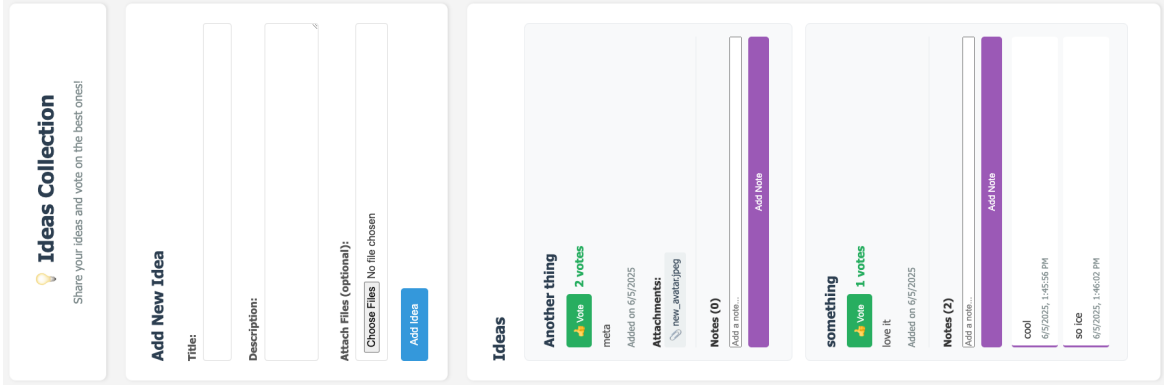 💡 Ideas Collection
Share your ideas and vote on the best ones!
Add New Idea
Title:
Description:
Attach Files (optional):
Choose Files No file chosen
Add Idea
Ideas
Another thing
👍 Vote 2 votes
meta
Added on 6/5/2025
Attachments:
📎 new_avatar.jpeg
Notes (0)
Add a note...
Add Note
something
👍 Vote 1 votes
love it
Added on 6/5/2025
Notes (2)
Add a note...
Add Note
cool
6/5/2025, 1:45:56 PM
so ice
6/5/2025, 1:46:02 PM